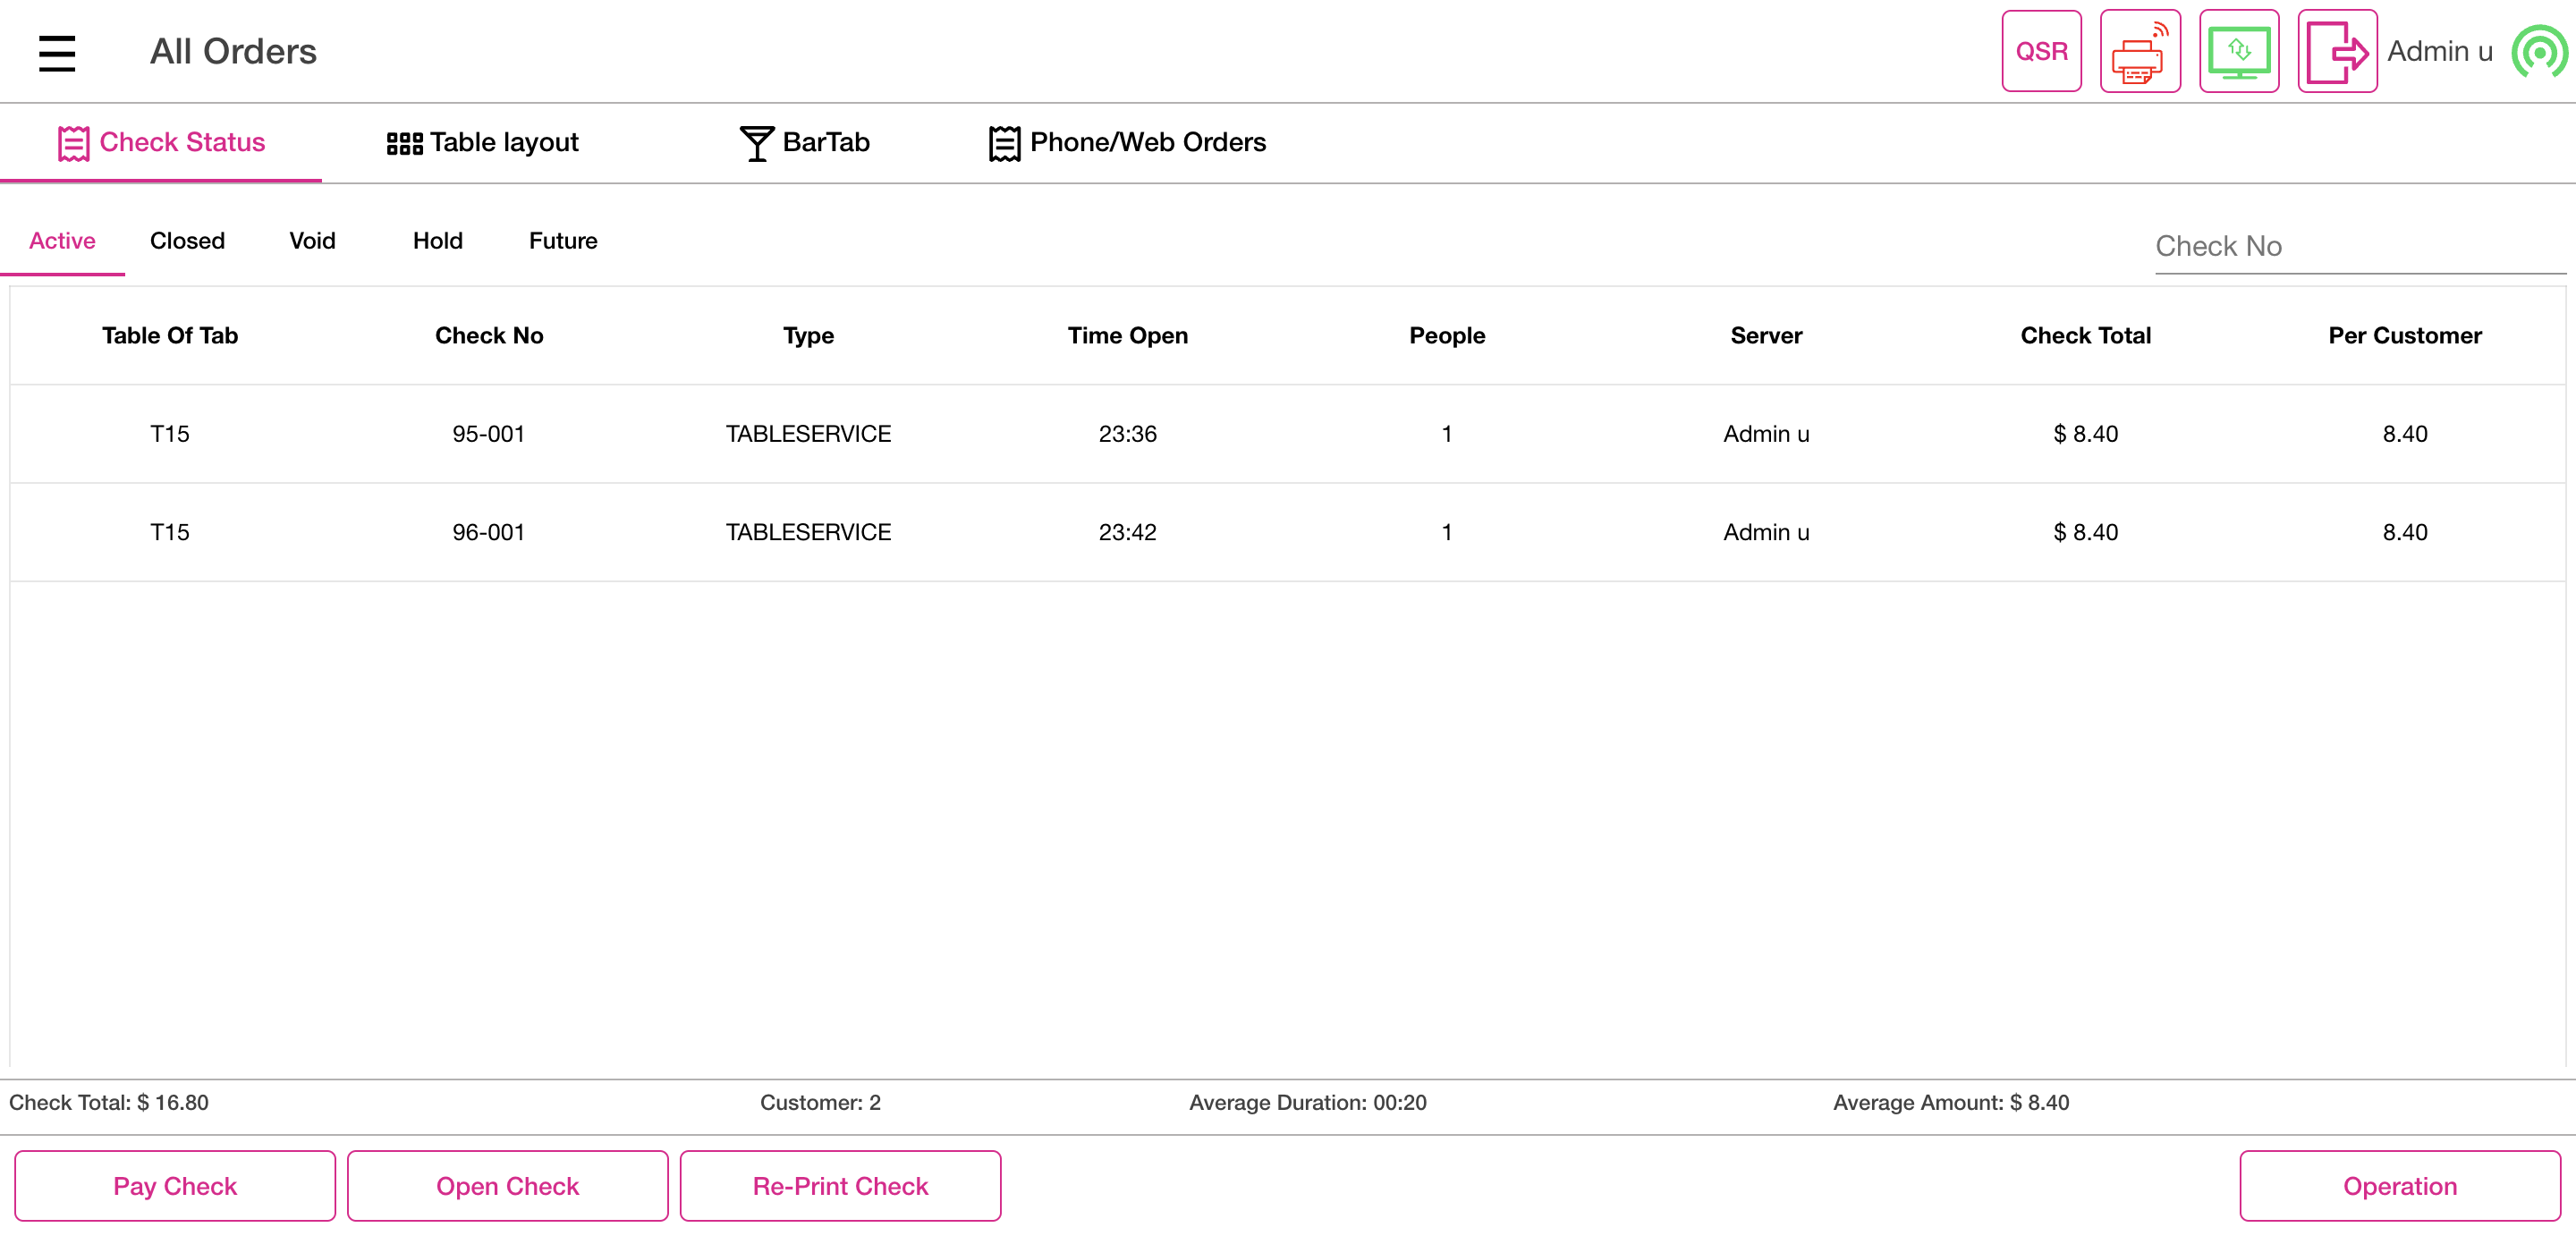 All Orders
QSR
Admin u
Check Status
Table layout
BarTab
Phone/Web Orders
Active
Closed
Void
Hold
Future
Check No
Table Of Tab Check No Type Time Open People Server Check Total Per Customer
T15 95-001 TABLESERVICE 23:36 1 Admin u $ 8.40 8.40
T15 96-001 TABLESERVICE 23:42 1 Admin u $ 8.40 8.40
Check Total: $ 16.80 Customer: 2 Average Duration: 00:20 Average Amount: $ 8.40
Pay Check
Open Check
Re-Print Check
Operation